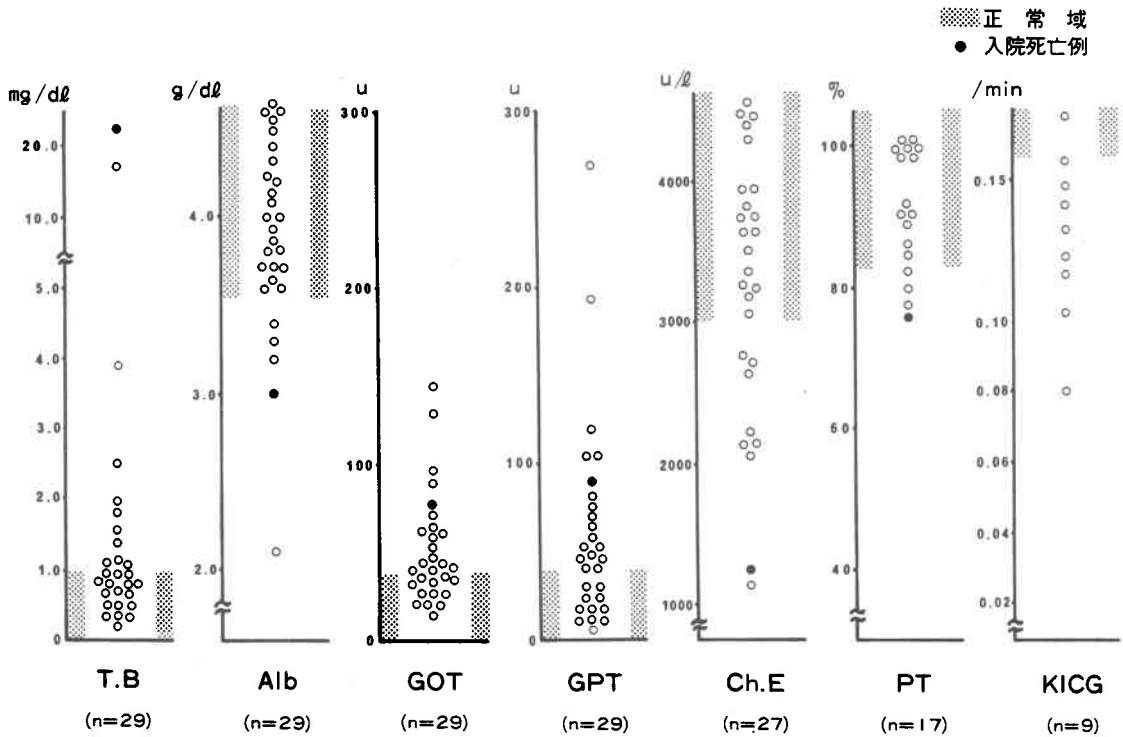 正常域
● 入院死亡例
mg/dℓ
20.0
10.0
5.0
4.0
3.0
2.0
1.0
0
T.B
(n=29)
g/dℓ
4.0
3.0
2.0
Alb
(n=29)
u
300
200
100
0
GOT
(n=29)
u
300
200
100
0
GPT
(n=29)
u/ℓ
4000
3000
2000
1000
Ch.E
(n=27)
%
100
80
60
40
PT
(n=17)
/min
0.15
0.10
0.08
0.06
0.04
0.02
KICG
(n=9)